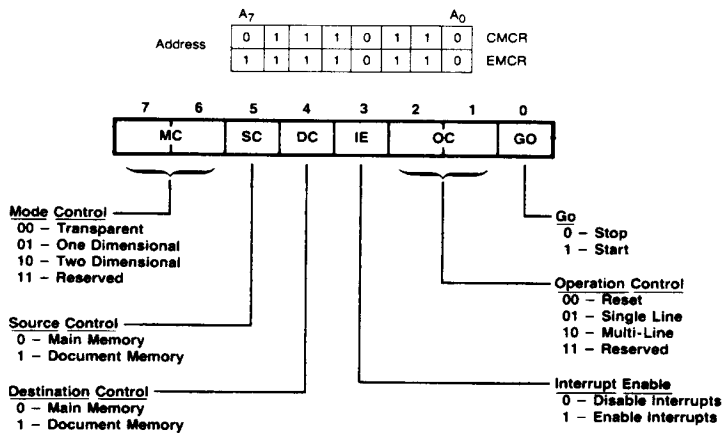 A7 A0
Address 0 1 1 1 0 1 1 0 CMCR
1 1 1 1 0 1 1 0 EMCR
7 6 5 4 3 2 1 0
MC SC DC IE OC GO
Mode Control
00 – Transparent
01 – One Dimensional
10 – Two Dimensional
11 – Reserved
Source Control
0 – Main Memory
1 – Document Memory
Destination Control
0 – Main Memory
1 – Document Memory
Go
0 – Stop
1 – Start
Operation Control
00 – Reset
01 – Single Line
10 – Multi-Line
11 – Reserved
Interrupt Enable
0 – Disable Interrupts
1 – Enable Interrupts